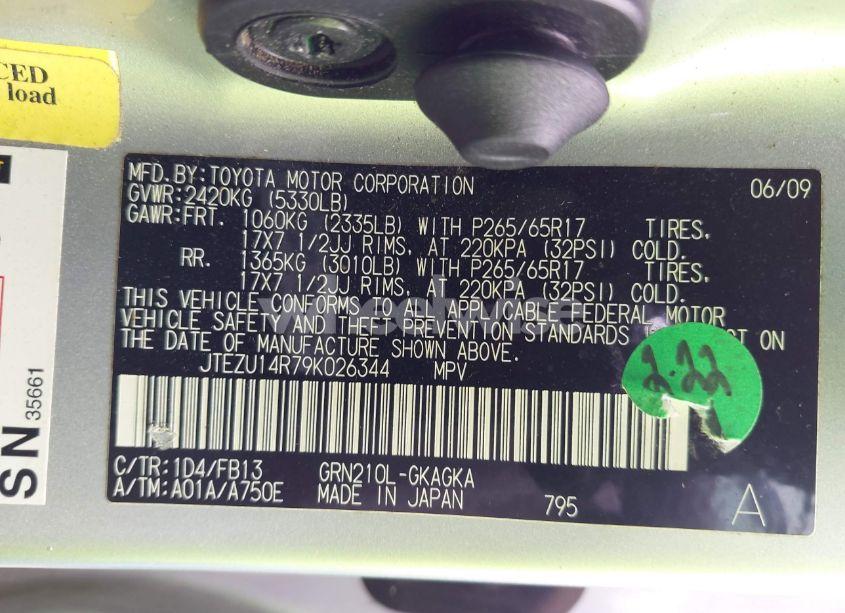 CED
load
MFD.BY:TOYOTA MOTOR CORPORATION 06/09
GVWR:2420KG (5330LB)
GAWR:FRT. 1060KG (2335LB) WITH P265/65R17 TIRES,
17X7 1/2JJ RIMS, AT 220KPA (32PSI) COLD.
RR. 1365KG (3010LB) WITH P265/65R17 TIRES,
17X7 1/2JJ RIMS, AT 220KPA (32PSI) COLD.
THIS VEHICLE CONFORMS TO ALL APPLICABLE FEDERAL MOTOR
VEHICLE SAFETY AND THEFT PREVENTION STANDARDS ON
THE DATE OF MANUFACTURE SHOWN ABOVE.
JTEZU14R79K026344 MPV
2.22
C/TR:1D4/FB13 GRN210L-GKAGKA
A/TM:A01A/A750E MADE IN JAPAN 795 A
SN 35661